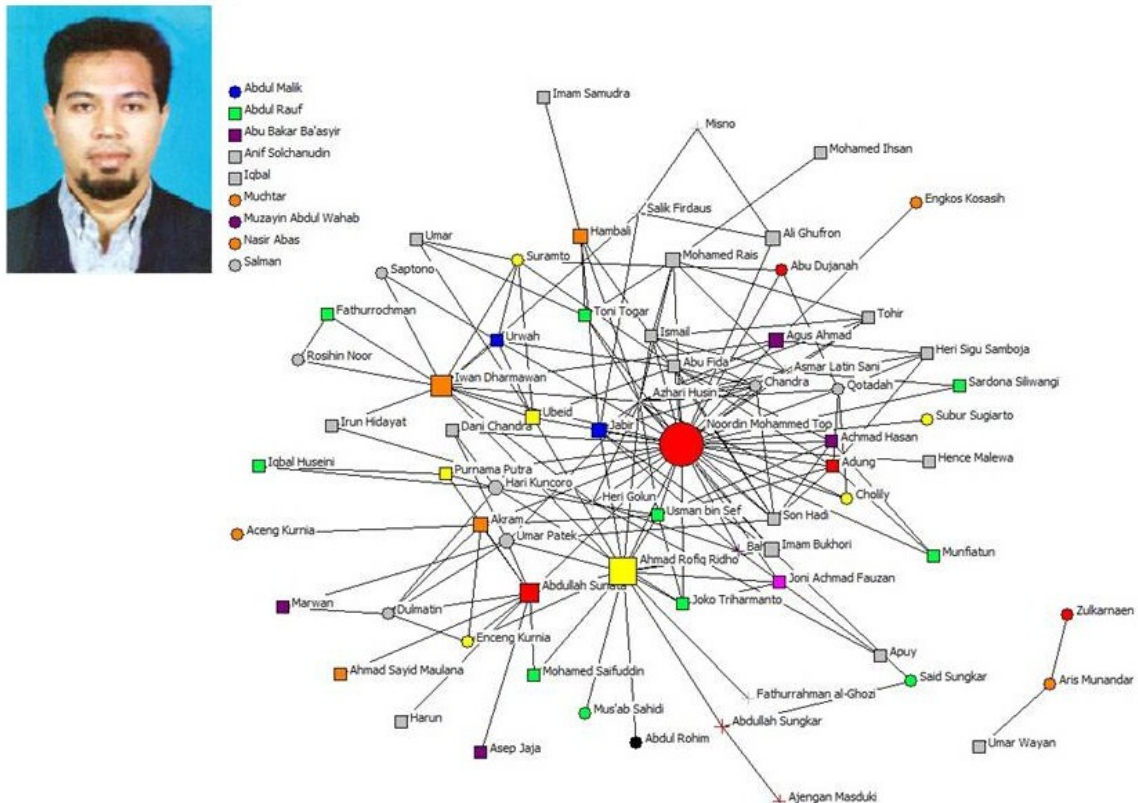 Abdul Malik
Abdul Rauf
Abu Bakar Ba'asyir
Anif Solchanudin
Iqbal
Muchtar
Muzayin Abdul Wahab
Nasir Abas
Salman
Imam Samudra
Misno
Mohamed Ihsan
Engkos Kosasih
Salik Firdaus
Hambali
Ali Ghufron
Umar
Suramto
Mohamed Rais
Abu Dujanah
Saptono
Fathurrochman
Toni Togar
Tohir
Urwah
Ismail
Agus Ahmad
Rosihin Noor
Abu Fida
Heri Sigu Samboja
Asmar Latin Sani
Iwan Dharmawan
Chandra
Qotadah
Sardona Siliwangi
Azhari Husin
Ubeid
Irun Hidayat
Dani Chandra
Jabir
Noordin Mohammed Top
Subur Sugiarto
Achmad Hasan
Iqbal Huseini
Purnama Putra
Adung
Hence Malewa
Hari Kuncoro
Heri Golun
Cholily
Usman bin Sef
Son Hadi
Aceng Kurnia
Akram
Umar Patek
Bah
Imam Bukhori
Munfiatun
Ahmad Rofiq Ridho
Joni Achmad Fauzan
Abdullah Sunata
Marwan
Dulmatin
Joko Triharmanto
Zulkarnaen
Enceng Kurnia
Apuy
Ahmad Sayid Maulana
Mohamed Saifuddin
Said Sungkar
Aris Munandar
Fathurrahman al-Ghozi
Harun
Mus'ab Sahidi
Abdullah Sungkar
Asep Jaja
Abdul Rohim
Umar Wayan
Ajengan Masduki